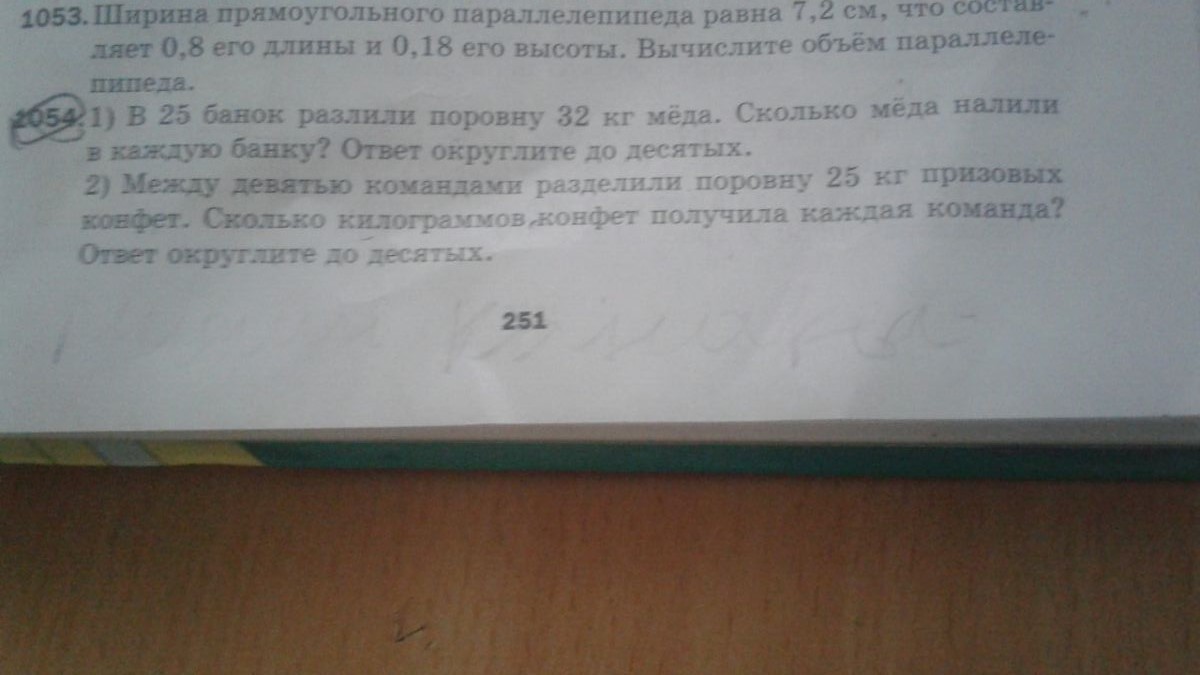 1053. Ширина прямоугольного параллелепипеда равна 7,2 см, что состав-
ляет 0,8 его длины и 0,18 его высоты. Вычислите объём параллеле-
пипеда.
1054. 1) В 25 банок разлили поровну 32 кг мёда. Сколько мёда налили
в каждую банку? Ответ округлите до десятых.
2) Между девятью командами разделили поровну 25 кг призовых
конфет. Сколько килограммов конфет получила каждая команда?
Ответ округлите до десятых.
251